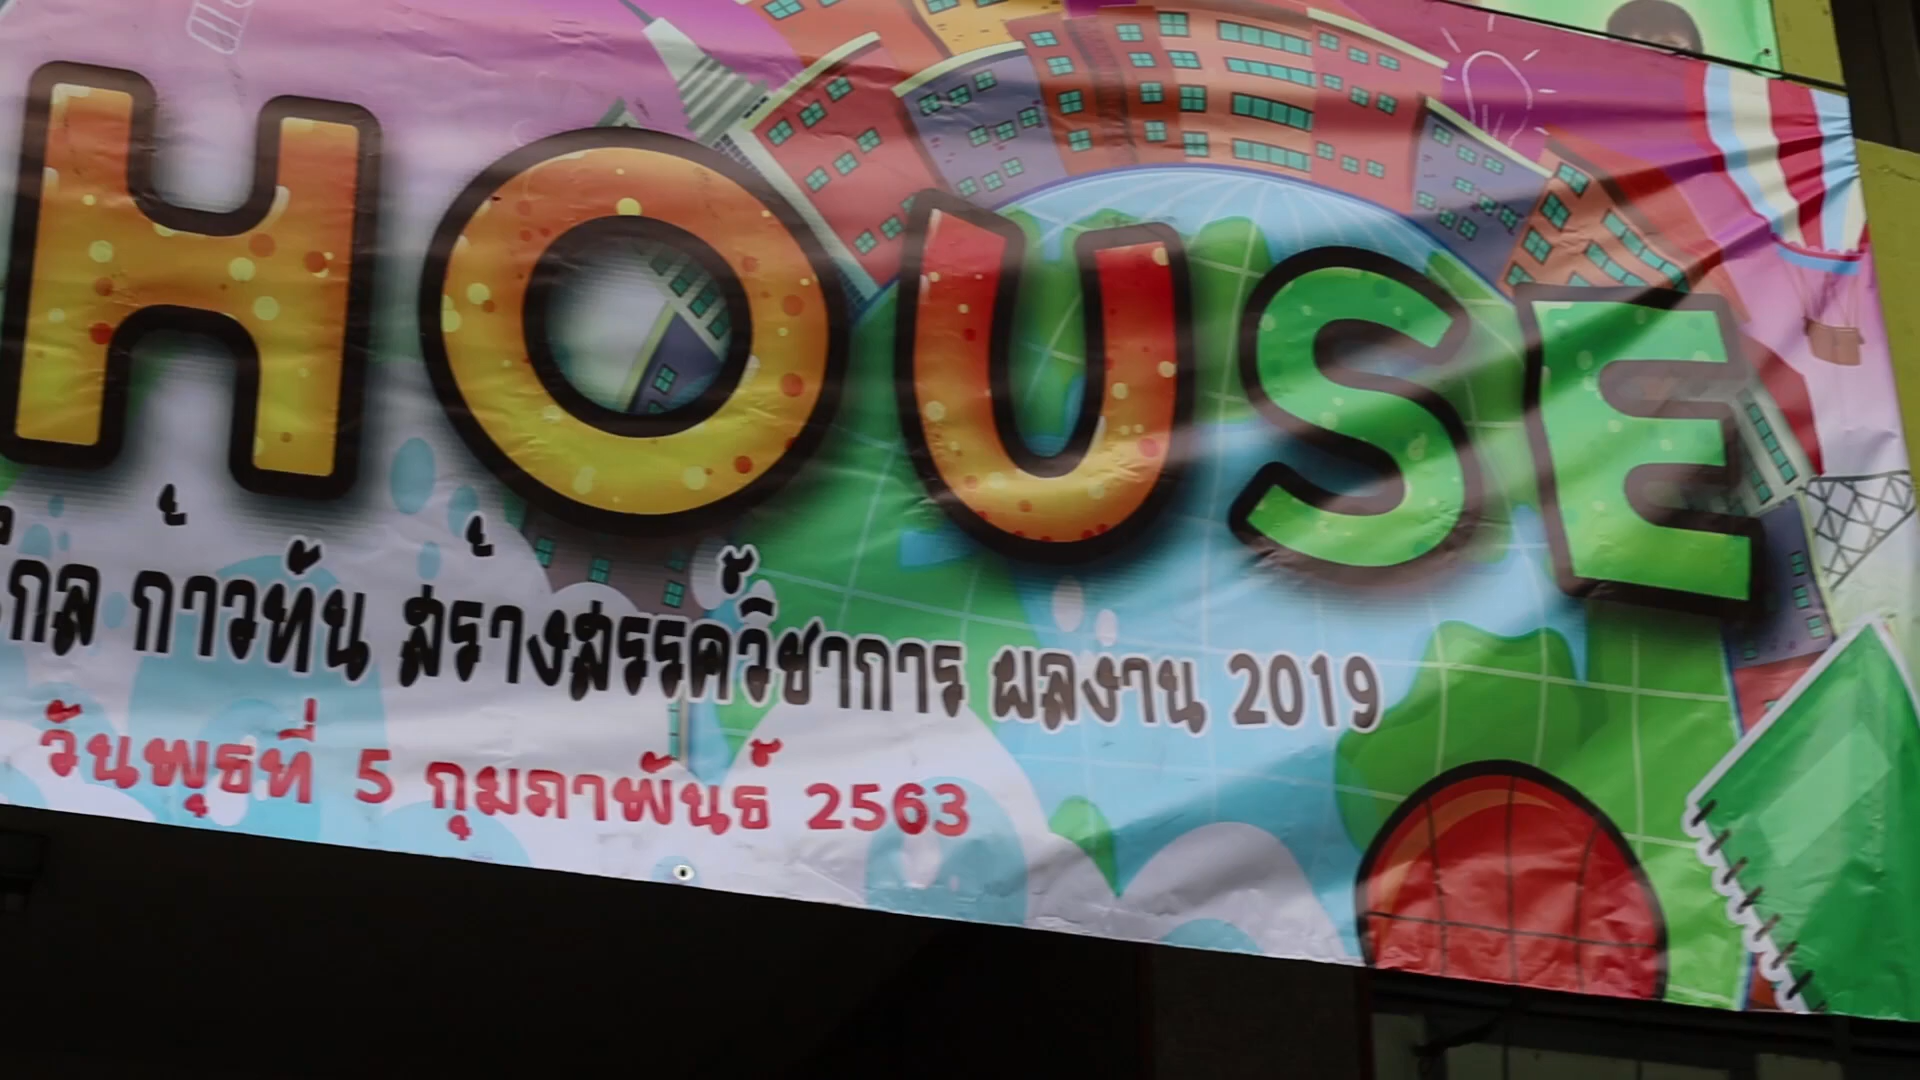 HOUSE
ก้าวทัน สร้างสรรค์วิชาการ ผลงาน 2019
วันพุธที่ 5 กุมภาพันธ์ 2563